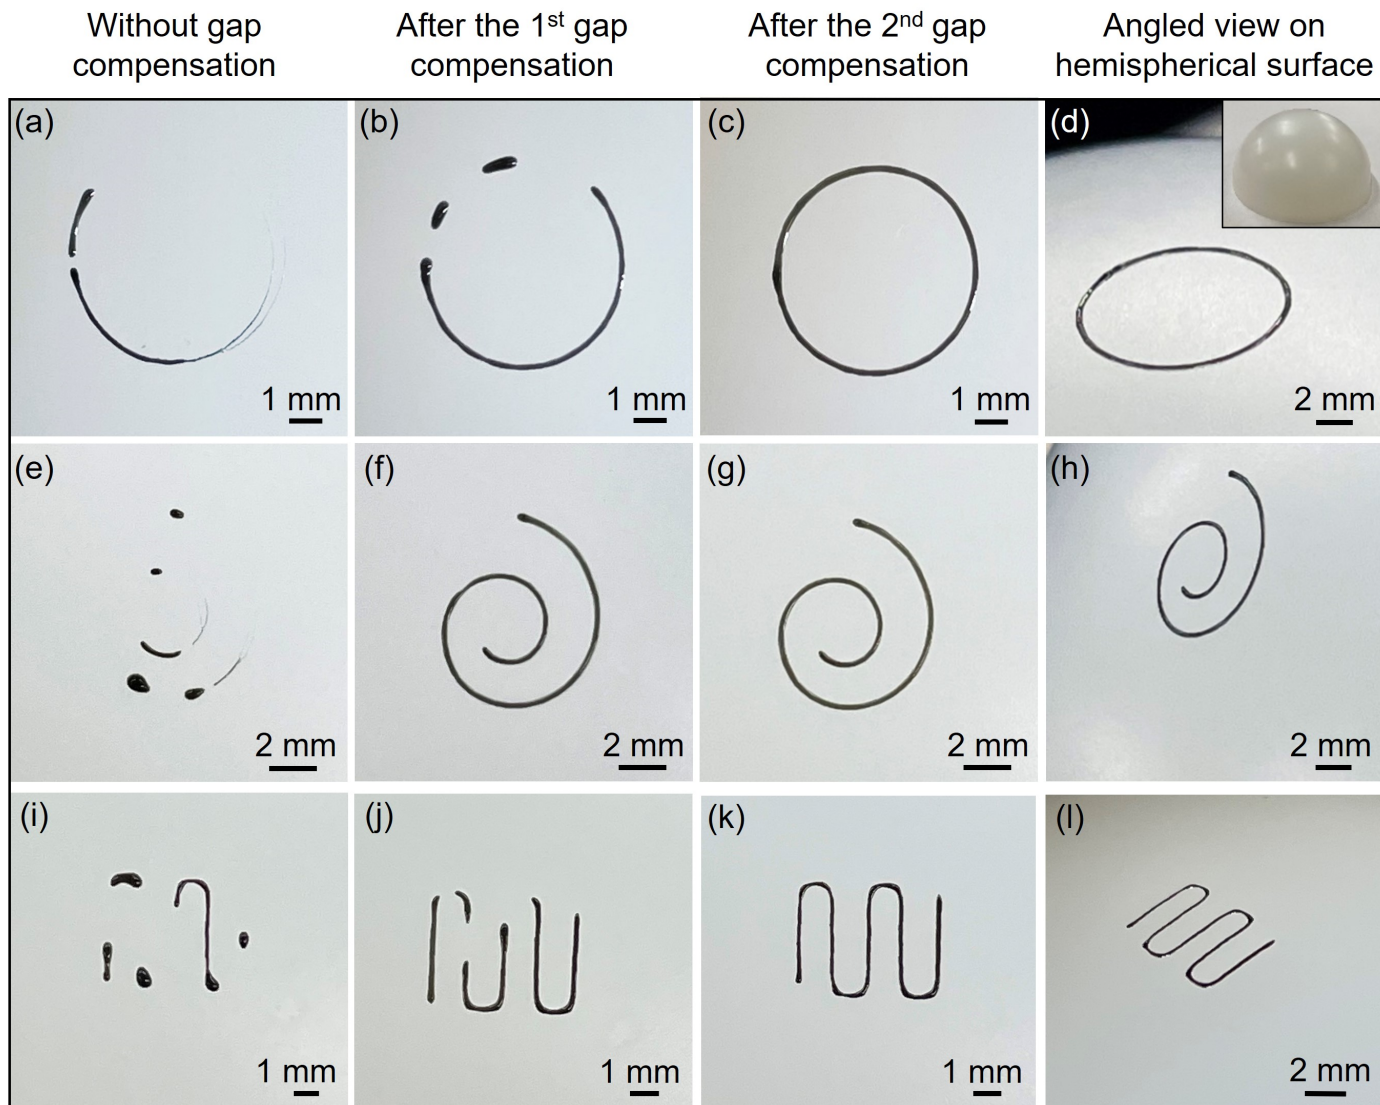 Without gap
compensation
After the 1st gap
compensation
After the 2nd gap
compensation
Angled view on
hemispherical surface
(a)
1 mm
(b)
1 mm
(c)
1 mm
(d)
2 mm
(e)
2 mm
(f)
2 mm
(g)
2 mm
(h)
2 mm
(i)
1 mm
(j)
1 mm
(k)
1 mm
(l)
2 mm